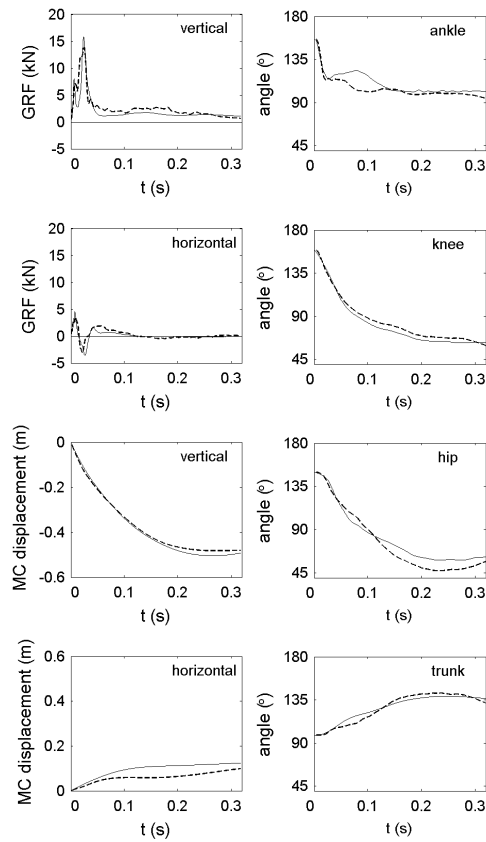 vertical
GRF (kN)
20
15
10
5
0
-5
0 0.1 0.2 0.3
t (s)
ankle
angle (º)
180
135
90
45
0 0.1 0.2 0.3
t (s)
horizontal
GRF (kN)
20
15
10
5
0
-5
0 0.1 0.2 0.3
t (s)
knee
angle (º)
180
135
90
45
0 0.1 0.2 0.3
t (s)
vertical
MC displacement (m)
0
-0.2
-0.4
-0.6
0 0.1 0.2 0.3
t (s)
hip
angle (º)
180
135
90
45
0 0.1 0.2 0.3
t (s)
horizontal
MC displacement (m)
0.6
0.4
0.2
0
0 0.1 0.2 0.3
t (s)
trunk
angle (º)
180
135
90
45
0 0.1 0.2 0.3
t (s)